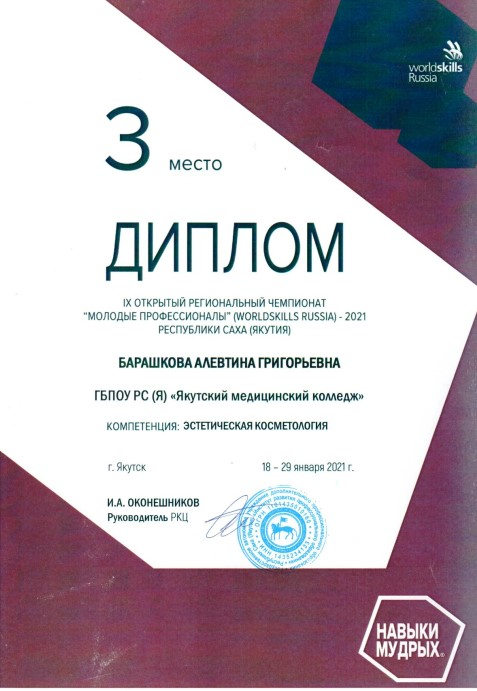 worldskills
Russia
3 место
ДИПЛОМ
IX ОТКРЫТЫЙ РЕГИОНАЛЬНЫЙ ЧЕМПИОНАТ
“МОЛОДЫЕ ПРОФЕССИОНАЛЫ” (WORLDSKILLS RUSSIA) - 2021
РЕСПУБЛИКИ САХА (ЯКУТИЯ)
БАРАШКОВА АЛЕВТИНА ГРИГОРЬЕВНА
ГБПОУ РС (Я) «Якутский медицинский колледж»
КОМПЕТЕНЦИЯ: ЭСТЕТИЧЕСКАЯ КОСМЕТОЛОГИЯ
г. Якутск 18 – 29 января 2021 г.
И.А. ОКОНЕШНИКОВ
Руководитель РКЦ
НАВЫКИ
МУДРЫХ®